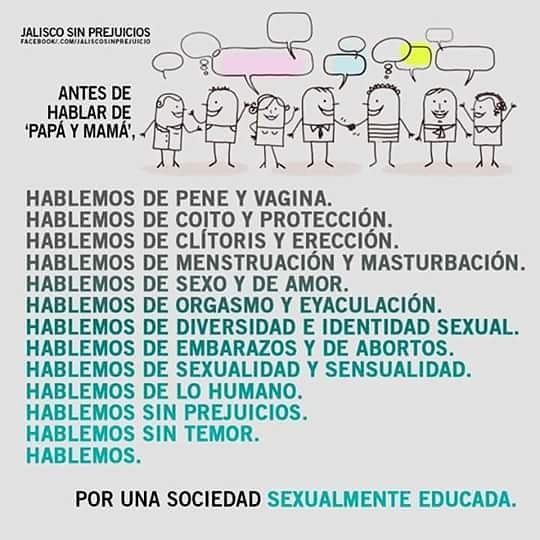 JALISCO SIN PREJUICIOS
FACEBOOK/.COM/JALISCOSINPREJUICIO
ANTES DE
HABLAR DE
'PAPÁ Y MAMÁ',
HABLEMOS DE PENE Y VAGINA.
HABLEMOS DE COITO Y PROTECCIÓN.
HABLEMOS DE CLÍTORIS Y ERECCIÓN.
HABLEMOS DE MENSTRUACIÓN Y MASTURBACIÓN.
HABLEMOS DE SEXO Y DE AMOR.
HABLEMOS DE ORGASMO Y EYACULACIÓN.
HABLEMOS DE DIVERSIDAD E IDENTIDAD SEXUAL.
HABLEMOS DE EMBARAZOS Y DE ABORTOS.
HABLEMOS DE SEXUALIDAD Y SENSUALIDAD.
HABLEMOS DE LO HUMANO.
HABLEMOS SIN PREJUICIOS.
HABLEMOS SIN TEMOR.
HABLEMOS.
POR UNA SOCIEDAD SEXUALMENTE EDUCADA.